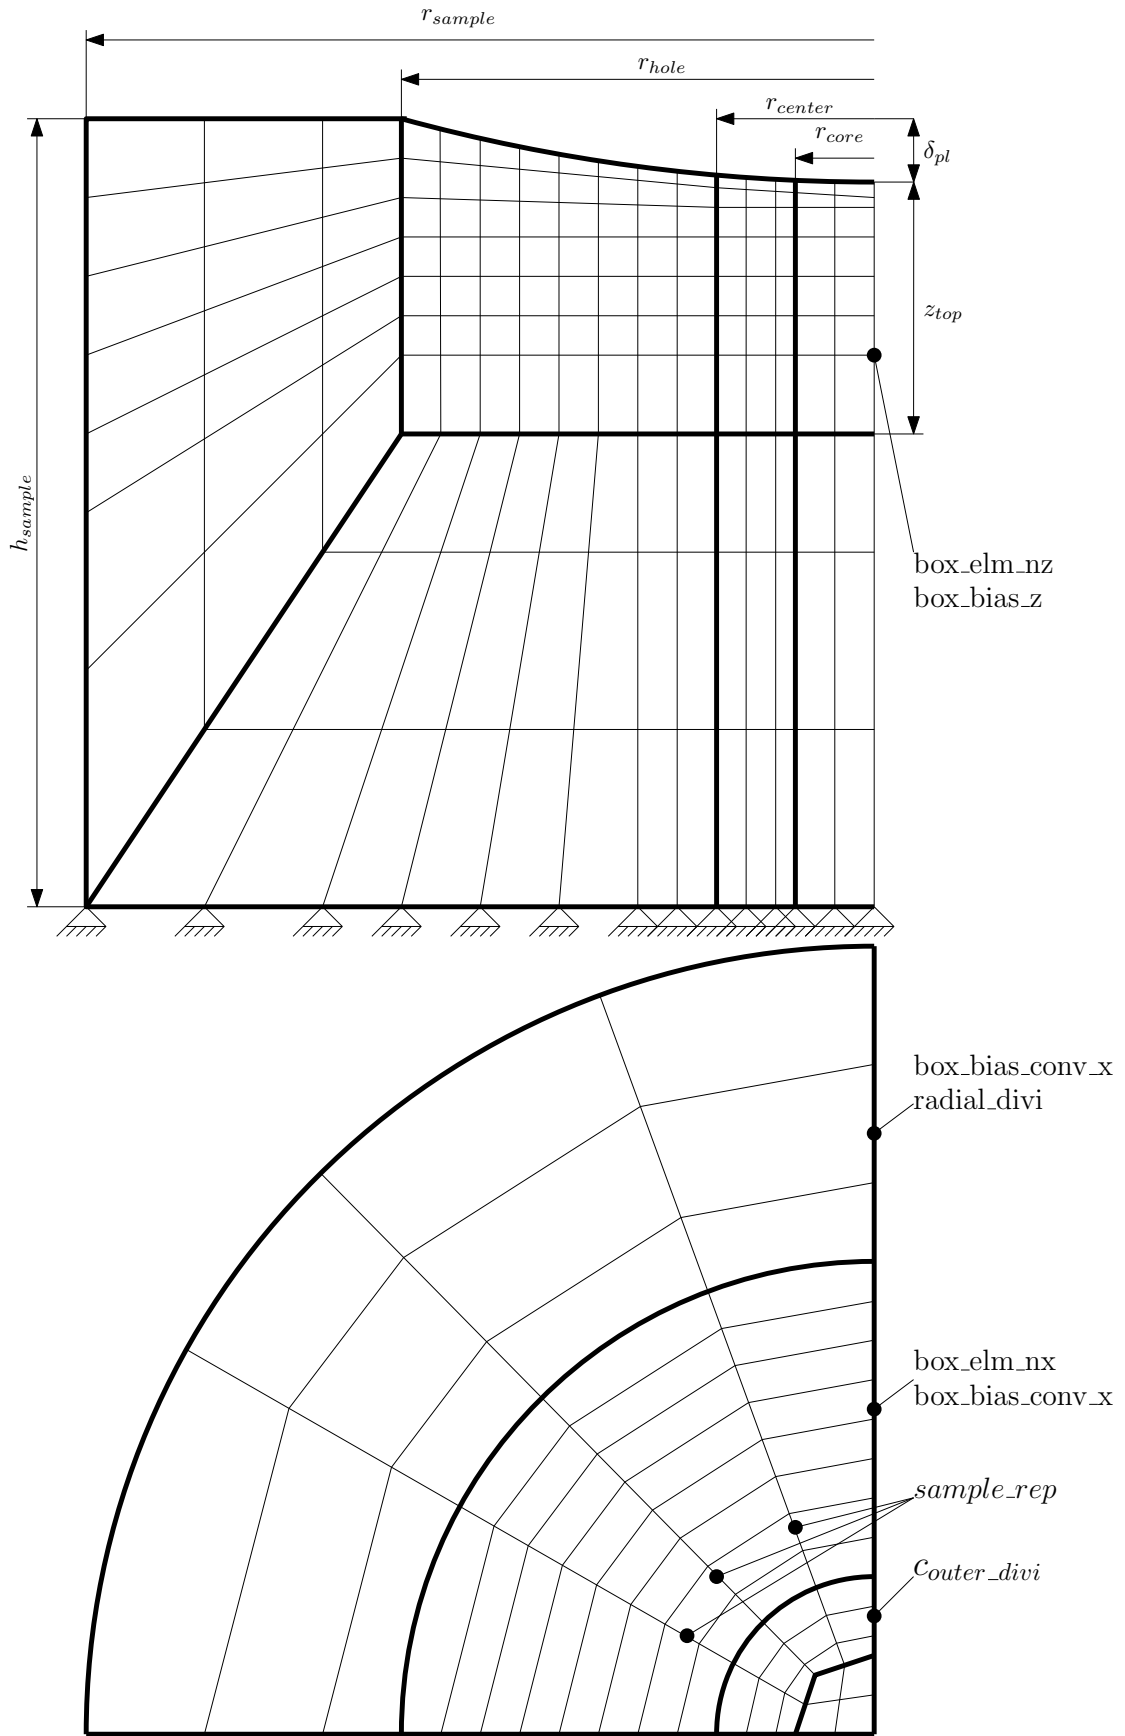 r_sample
r_hole
r_center
r_core
δ_pl
z_top
h_sample
box_elm_nz
box_bias_z
box_bias_conv_x
radial_divi
box_elm_nx
box_bias_conv_x
sample_rep
c_outer_divi